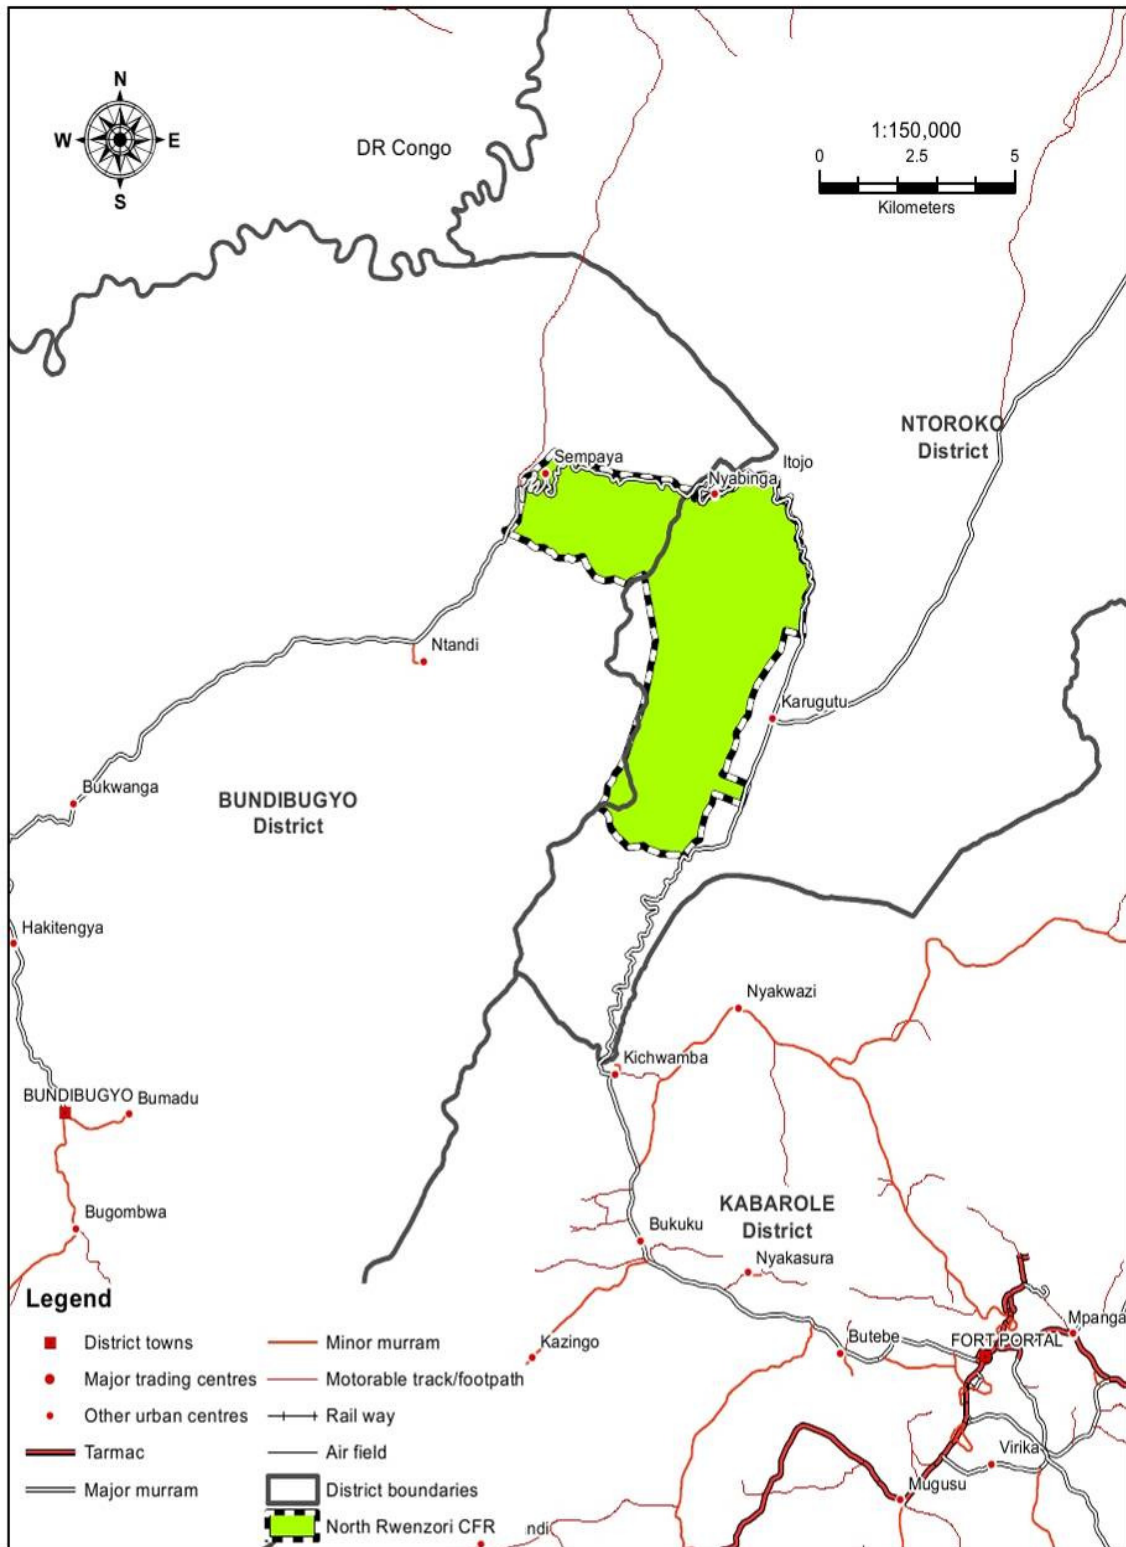 N
W
E
S
DR Congo
1:150,000
0
2.5
5
Kilometers
NTOROKO
District
Sempaya
Itojo
Nyabinga
Ntandi
Karugutu
Bukwanga
BUNDIBUGYO
District
Hakitengya
Nyakwazi
Kichwamba
BUNDIBUGYO
Bumadu
Bugombwa
KABAROLE
District
Bukuku
Nyakasura
Mpanga
Kazingo
Butebe
FORT PORTAL
Virika
Mugusu
Legend
District towns
Major trading centres
Other urban centres
Tarmac
Major murram
Minor murram
Motorable track/footpath
Rail way
Air field
District boundaries
North Rwenzori CFR
ndi